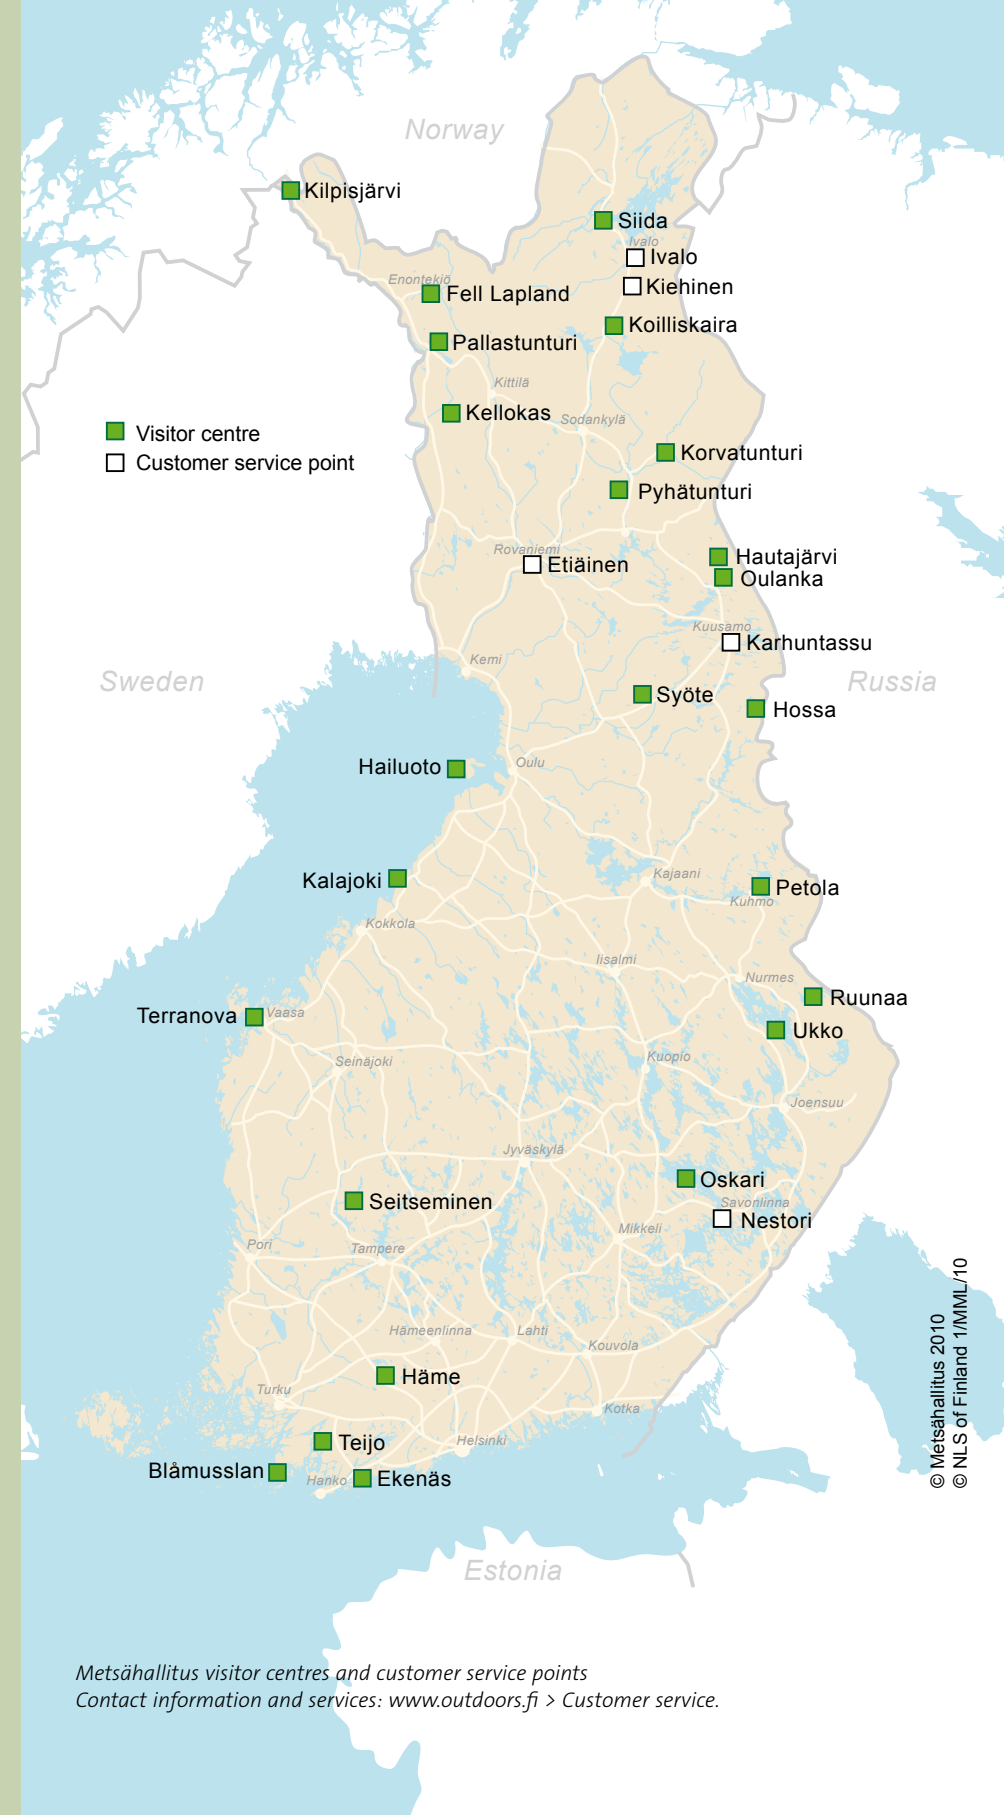 Norway
Kilpisjärvi
Siida
Ivalo
Ivalo
Enontekiö
Kiehinen
Fell Lapland
Koilliskaira
Pallastunturi
Kittilä
Kellokas
Sodankylä
Visitor centre
Customer service point
Korvatunturi
Pyhätunturi
Rovaniemi
Etiäinen
Hautajärvi
Oulanka
Kuusamo
Karhuntassu
Kemi
Sweden
Russia
Syöte
Hossa
Hailuoto
Oulu
Kalajoki
Kajaani
Petola
Kuhmo
Kokkola
Iisalmi
Nurmes
Ruunaa
Terranova
Vaasa
Ukko
Seinäjoki
Kuopio
Joensuu
Jyväskylä
Oskari
Seitseminen
Savonlinna
Nestori
Mikkeli
Pori
Tampere
Hämeenlinna
Lahti
Kouvola
Häme
Turku
Kotka
Teijo
Helsinki
Blåmusslan
Hanko
Ekenäs
© Metsähallitus 2010
© NLS of Finland 1/MML/10
Estonia
Metsähallitus visitor centres and customer service points
Contact information and services: www.outdoors.fi > Customer service.